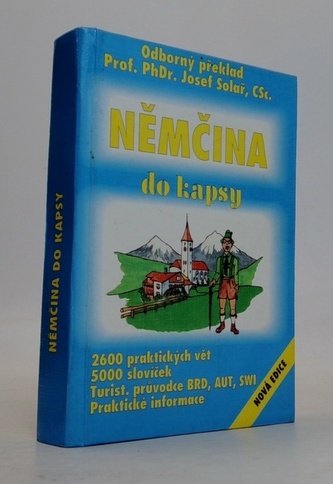 Odborný překlad
Prof. PhDr. Josef Solař, CSc.
NĚMČINA
do kapsy
2600 praktických vět
5000 slovíček
Turist. průvodce BRD, AUT, SWI
Praktické informace
NOVÁ EDICE
NĚMČINA DO KAPSY